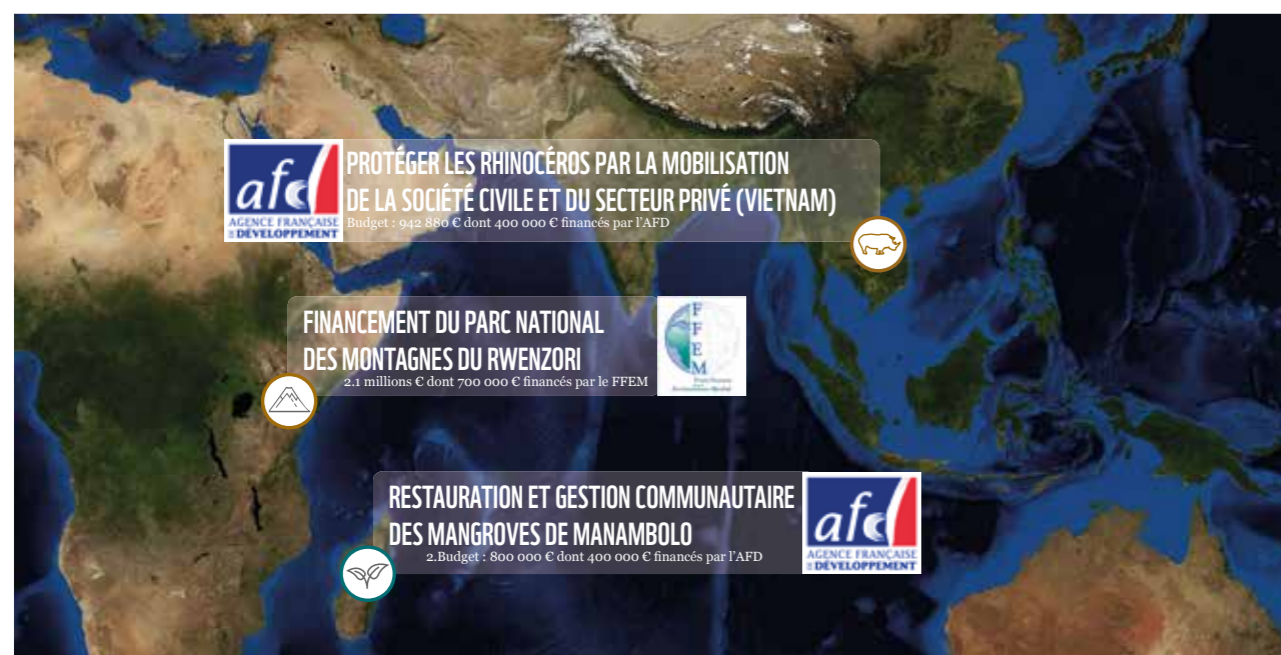 afd
AGENCE FRANÇAISE
DE DÉVELOPPEMENT
PROTÉGER LES RHINOCÉROS PAR LA MOBILISATION
DE LA SOCIÉTÉ CIVILE ET DU SECTEUR PRIVÉ (VIETNAM)
Budget : 942 880 € dont 400 000 € financés par l'AFD
FINANCEMENT DU PARC NATIONAL
DES MONTAGNES DU RWENZORI
2.1 millions € dont 700 000 € financés par le FFEM
F
F
E
M
RESTAURATION ET GESTION COMMUNAUTAIRE
DES MANGROVES DE MANAMBOLO
2.Budget : 800 000 € dont 400 000 € financés par l'AFD
afd
AGENCE FRANÇAISE
DE DÉVELOPPEMENT